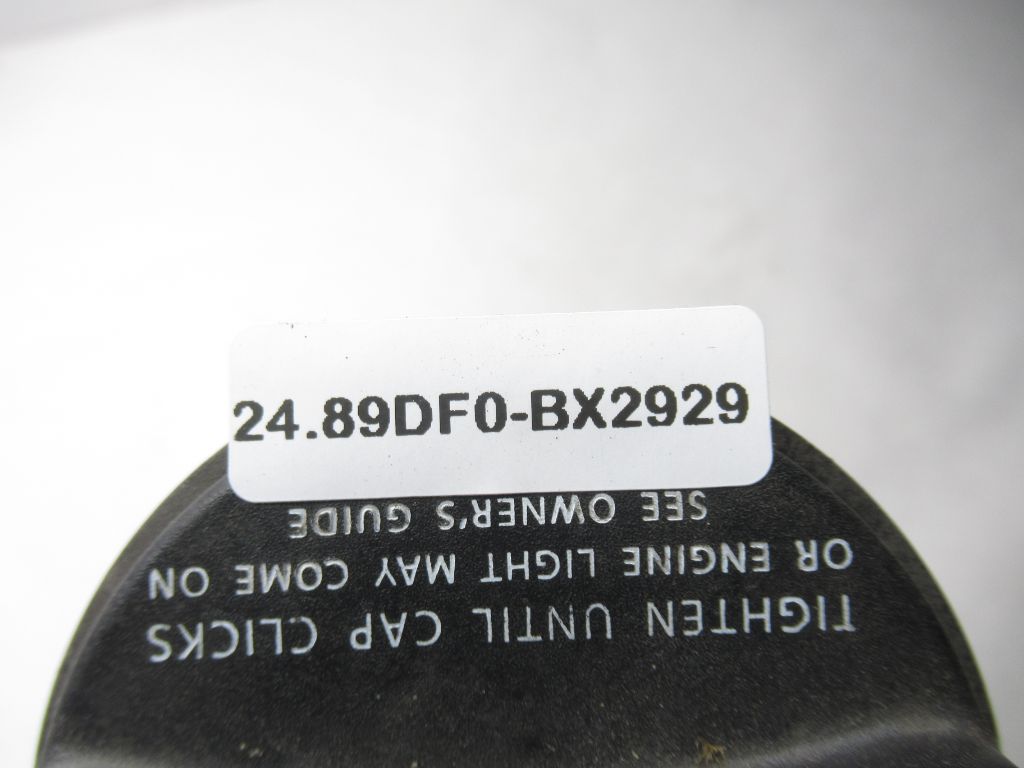 24.89DF0-BX2929
TIGHTEN UNTIL CAP CLICKS
OR ENGINE LIGHT MAY COME ON
SEE OWNER'S GUIDE